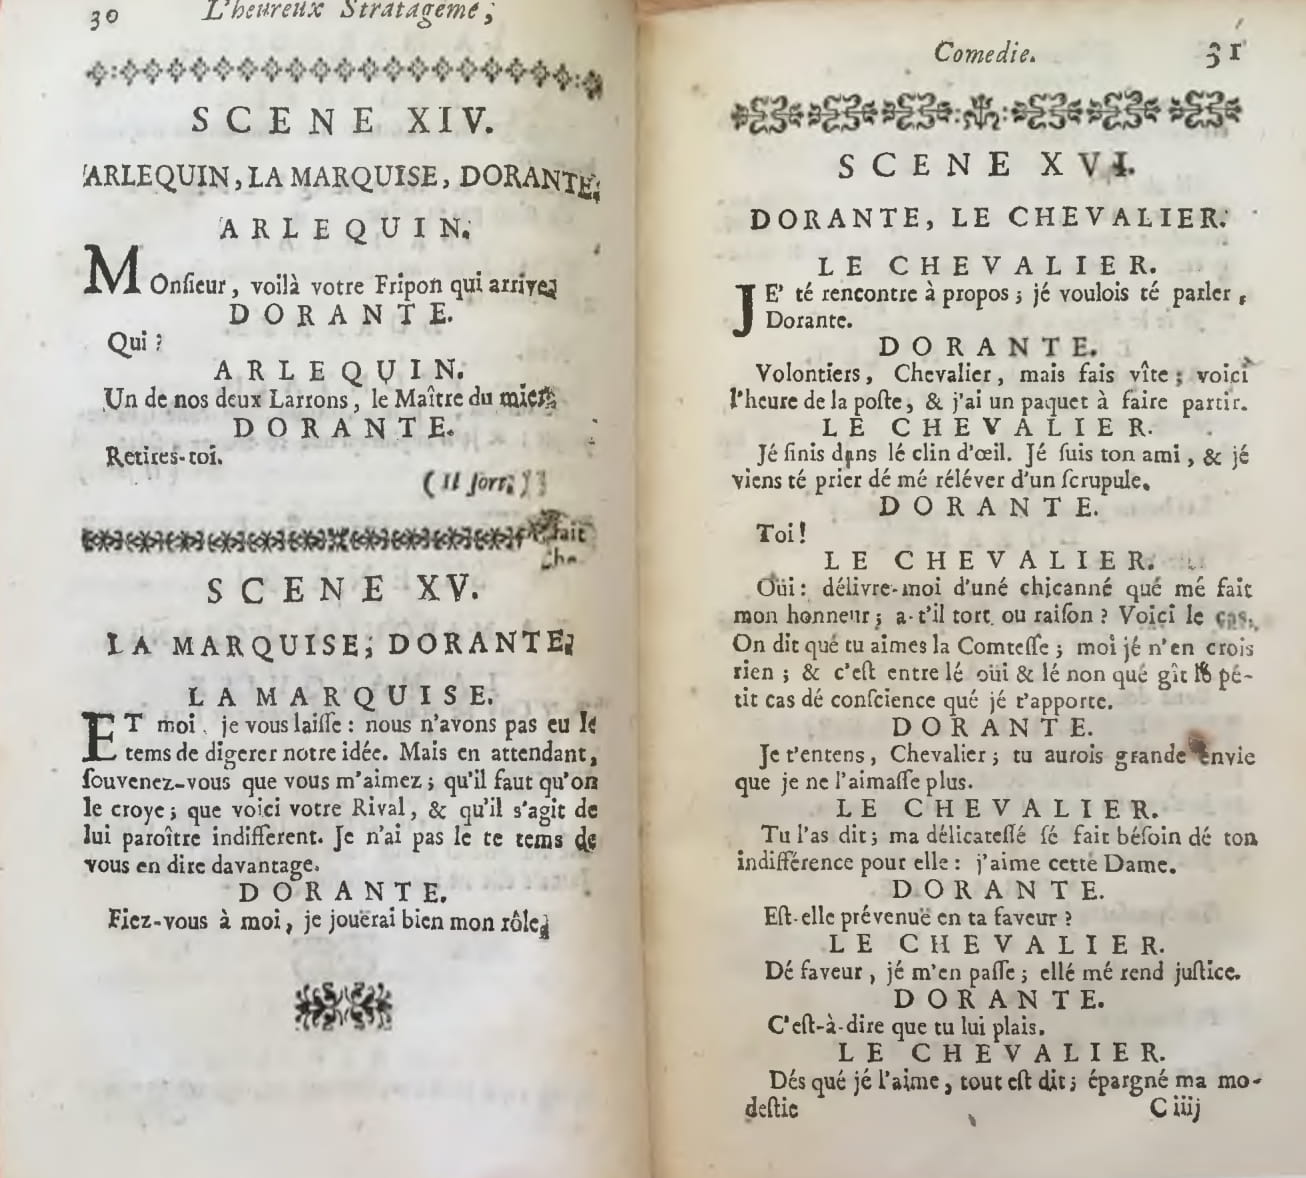 30 L'heureux Stratagême,
SCENE XIV.
ARLEQUIN, LA MARQUISE, DORANTE.
ARLEQUIN.
MOnſieur, voilà votre Fripon qui arrive.
DORANTE.
Qui ?
ARLEQUIN.
Un de nos deux Larrons, le Maître du mien.
DORANTE.
Retires-toi.
(Il ſort.)
SCENE XV.
LA MARQUISE, DORANTE.
LA MARQUISE.
ET moi, je vous laiſſe : nous n'avons pas eu le
tems de digerer notre idée. Mais en attendant,
ſouvenez-vous que vous m'aimez ; qu'il faut qu'on
le croye ; que voici votre Rival, & qu'il s'agit de
lui paroître indifferent. Je n'ai pas le te tems de
vous en dire davantage.
DORANTE.
Fiez-vous à moi, je jouërai bien mon rôle.
Comedie. 31
SCENE XVI.
DORANTE, LE CHEVALIER.
LE CHEVALIER.
JE' té rencontre à propos ; jé voulois té parler,
Dorante.
DORANTE.
Volontiers, Chevalier, mais fais vîte ; voici
l'heure de la poſte, & j'ai un paquet à faire partir.
LE CHEVALIER.
Jé finis dans lé clin d'œil. Jé ſuis ton ami, & jé
viens té prier dé mé réléver d'un ſcrupule.
DORANTE.
Toi !
LE CHEVALIER.
Oüi : délivre-moi d'uné chicanné qué mé fait
mon honneur ; a-t'il tort ou raiſon ? Voici le cas.
On dit qué tu aimes la Comteſſe ; moi jé n'en crois
rien ; & c'eſt entre lé oüi & lé non qué gît le pé-
tit cas dé conſcience qué jé t'apporte.
DORANTE.
Je t'entens, Chevalier ; tu aurois grande envie
que je ne l'aimaſſe plus.
LE CHEVALIER.
Tu l'as dit ; ma délicateſſé ſé fait béſoin dé ton
indifférence pour elle : j'aime cette Dame.
DORANTE.
Eſt-elle prévenuë en ta faveur ?
LE CHEVALIER.
Dé faveur, jé m'en paſſe ; ellé mé rend juſtice.
DORANTE.
C'eſt-à-dire que tu lui plais.
LE CHEVALIER.
Dés qué jé l'aime, tout eſt dit ; épargné ma mo-
deſtie C iiij